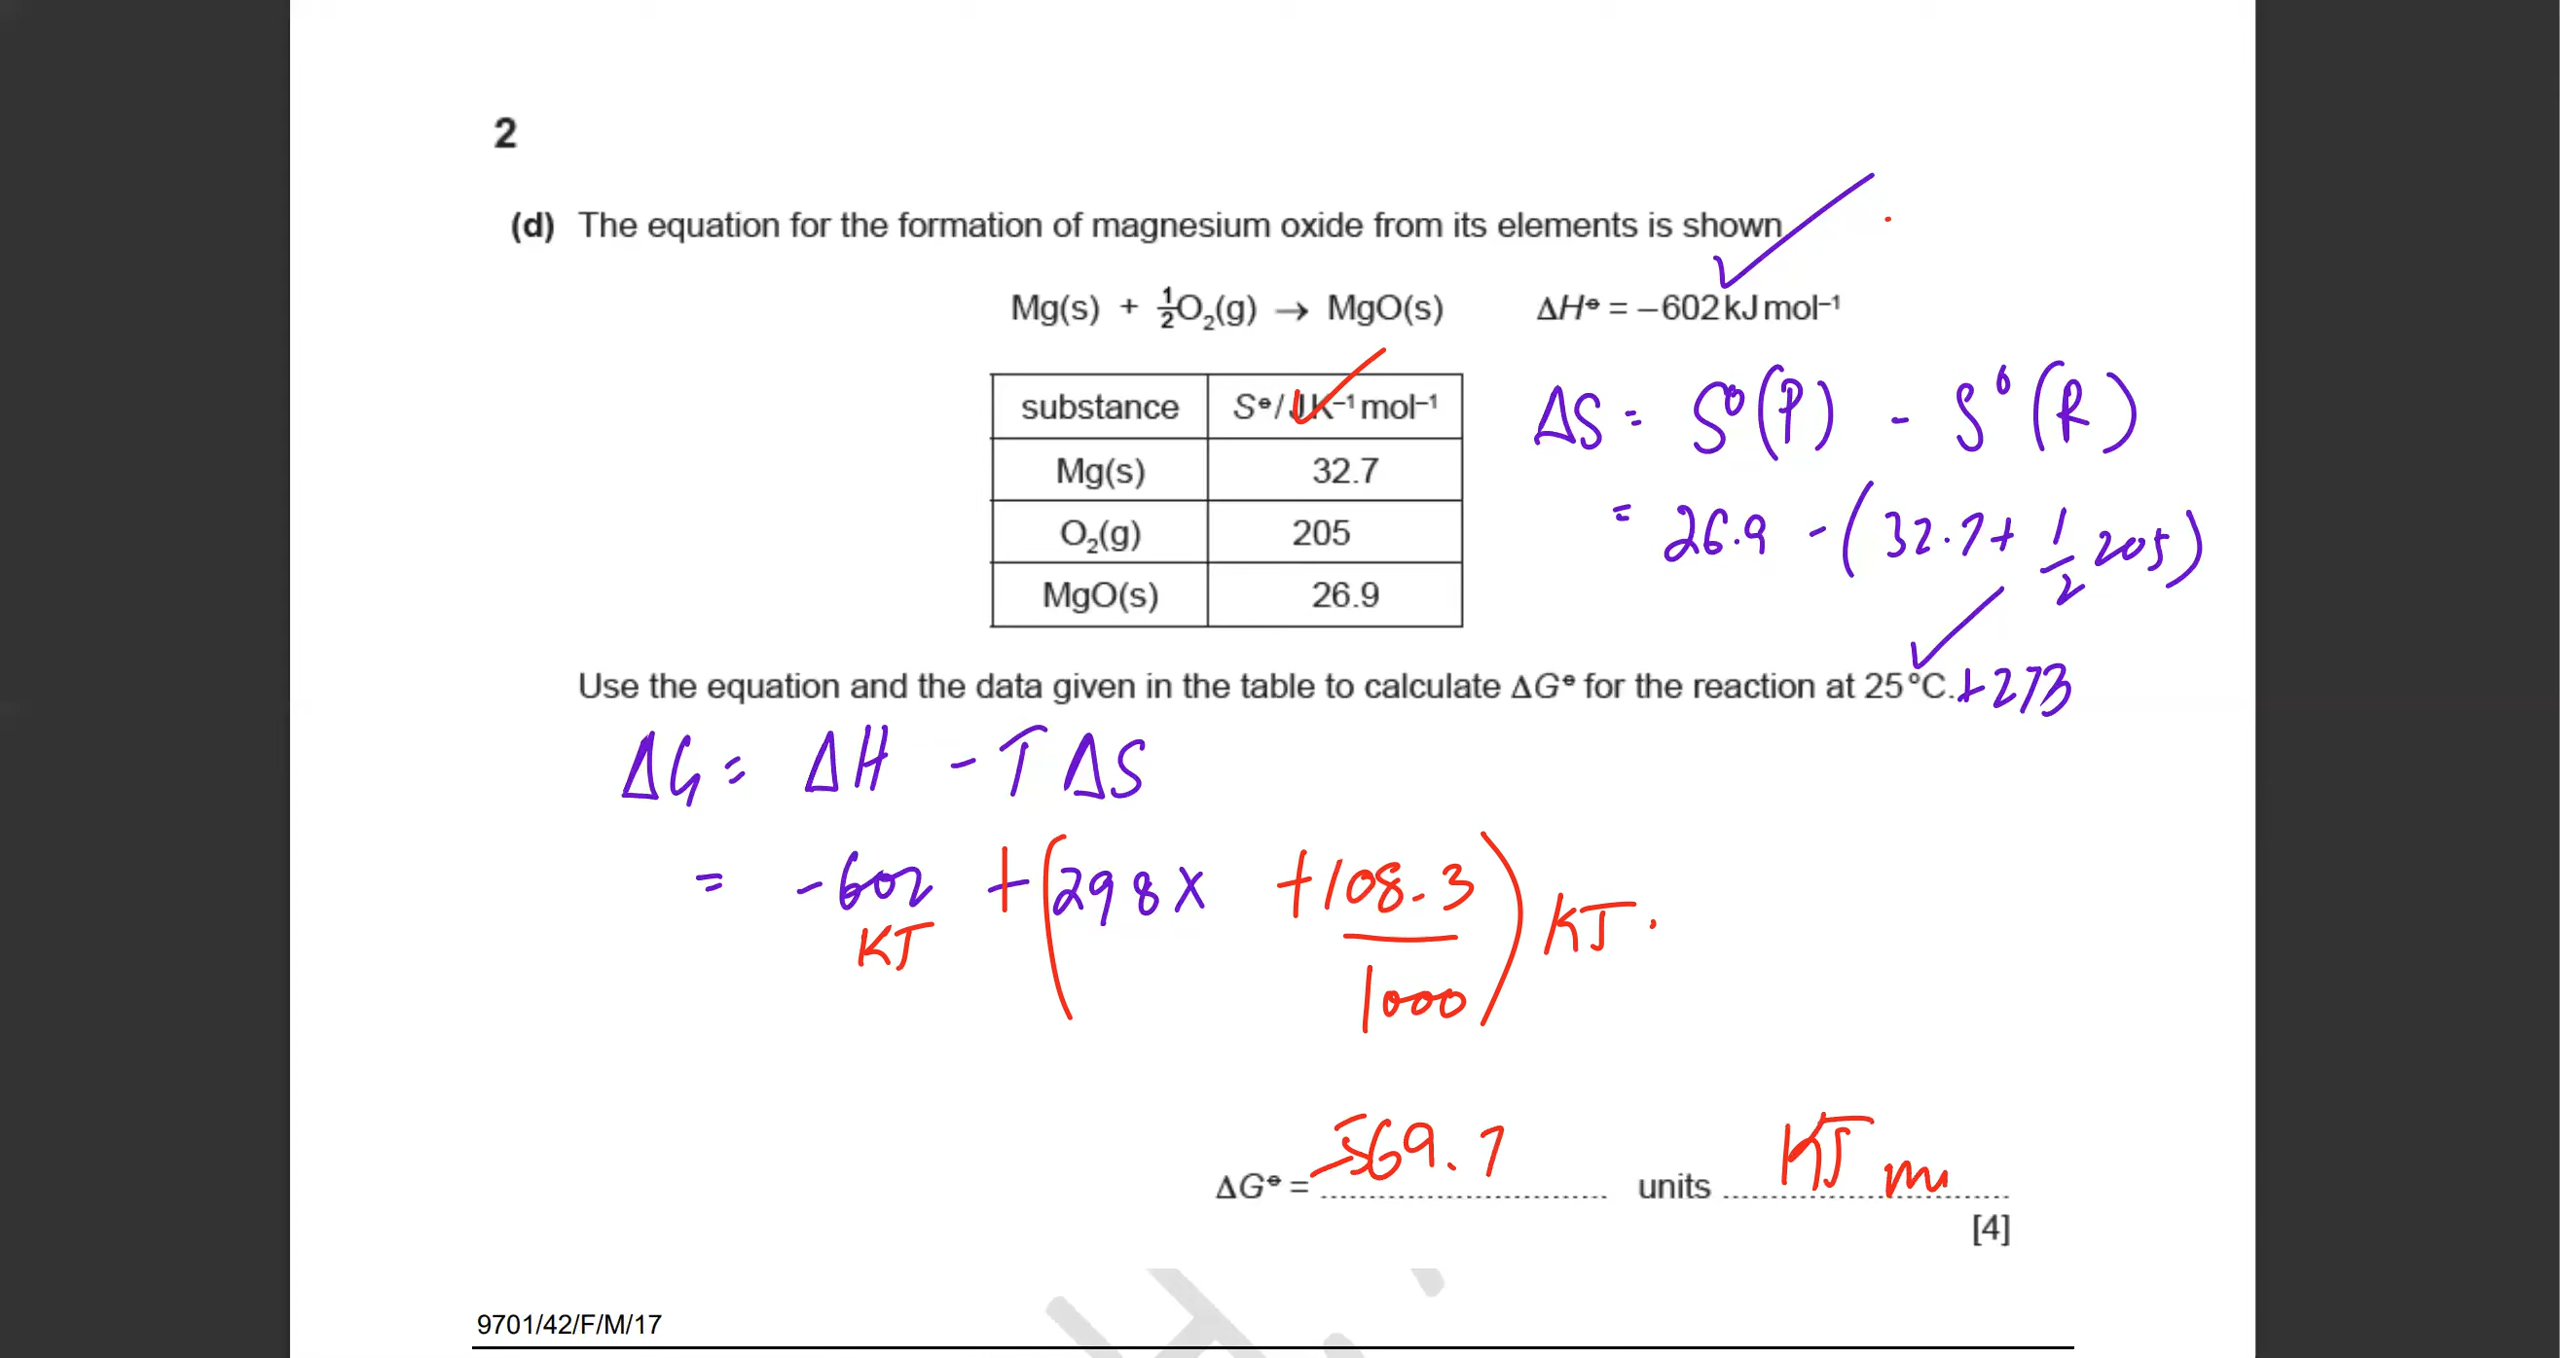 2
(d) The equation for the formation of magnesium oxide from its elements is shown
Mg(s) + ½O₂(g) → MgO(s) ΔH⦵ = –602 kJ mol⁻¹
substance S⦵/JK⁻¹mol⁻¹
Mg(s) 32.7
O₂(g) 205
MgO(s) 26.9
ΔS = S⁰(P) - S⁰(R)
= 26.9 - (32.7 + 1/2 205)
Use the equation and the data given in the table to calculate ΔG⦵ for the reaction at 25 °C. +273
ΔG = ΔH - TΔS
= -602 + (298 x +108.3/1000) KJ.
KJ
ΔG⦵ = -569.7 units KJ m
[4]
9701/42/F/M/17